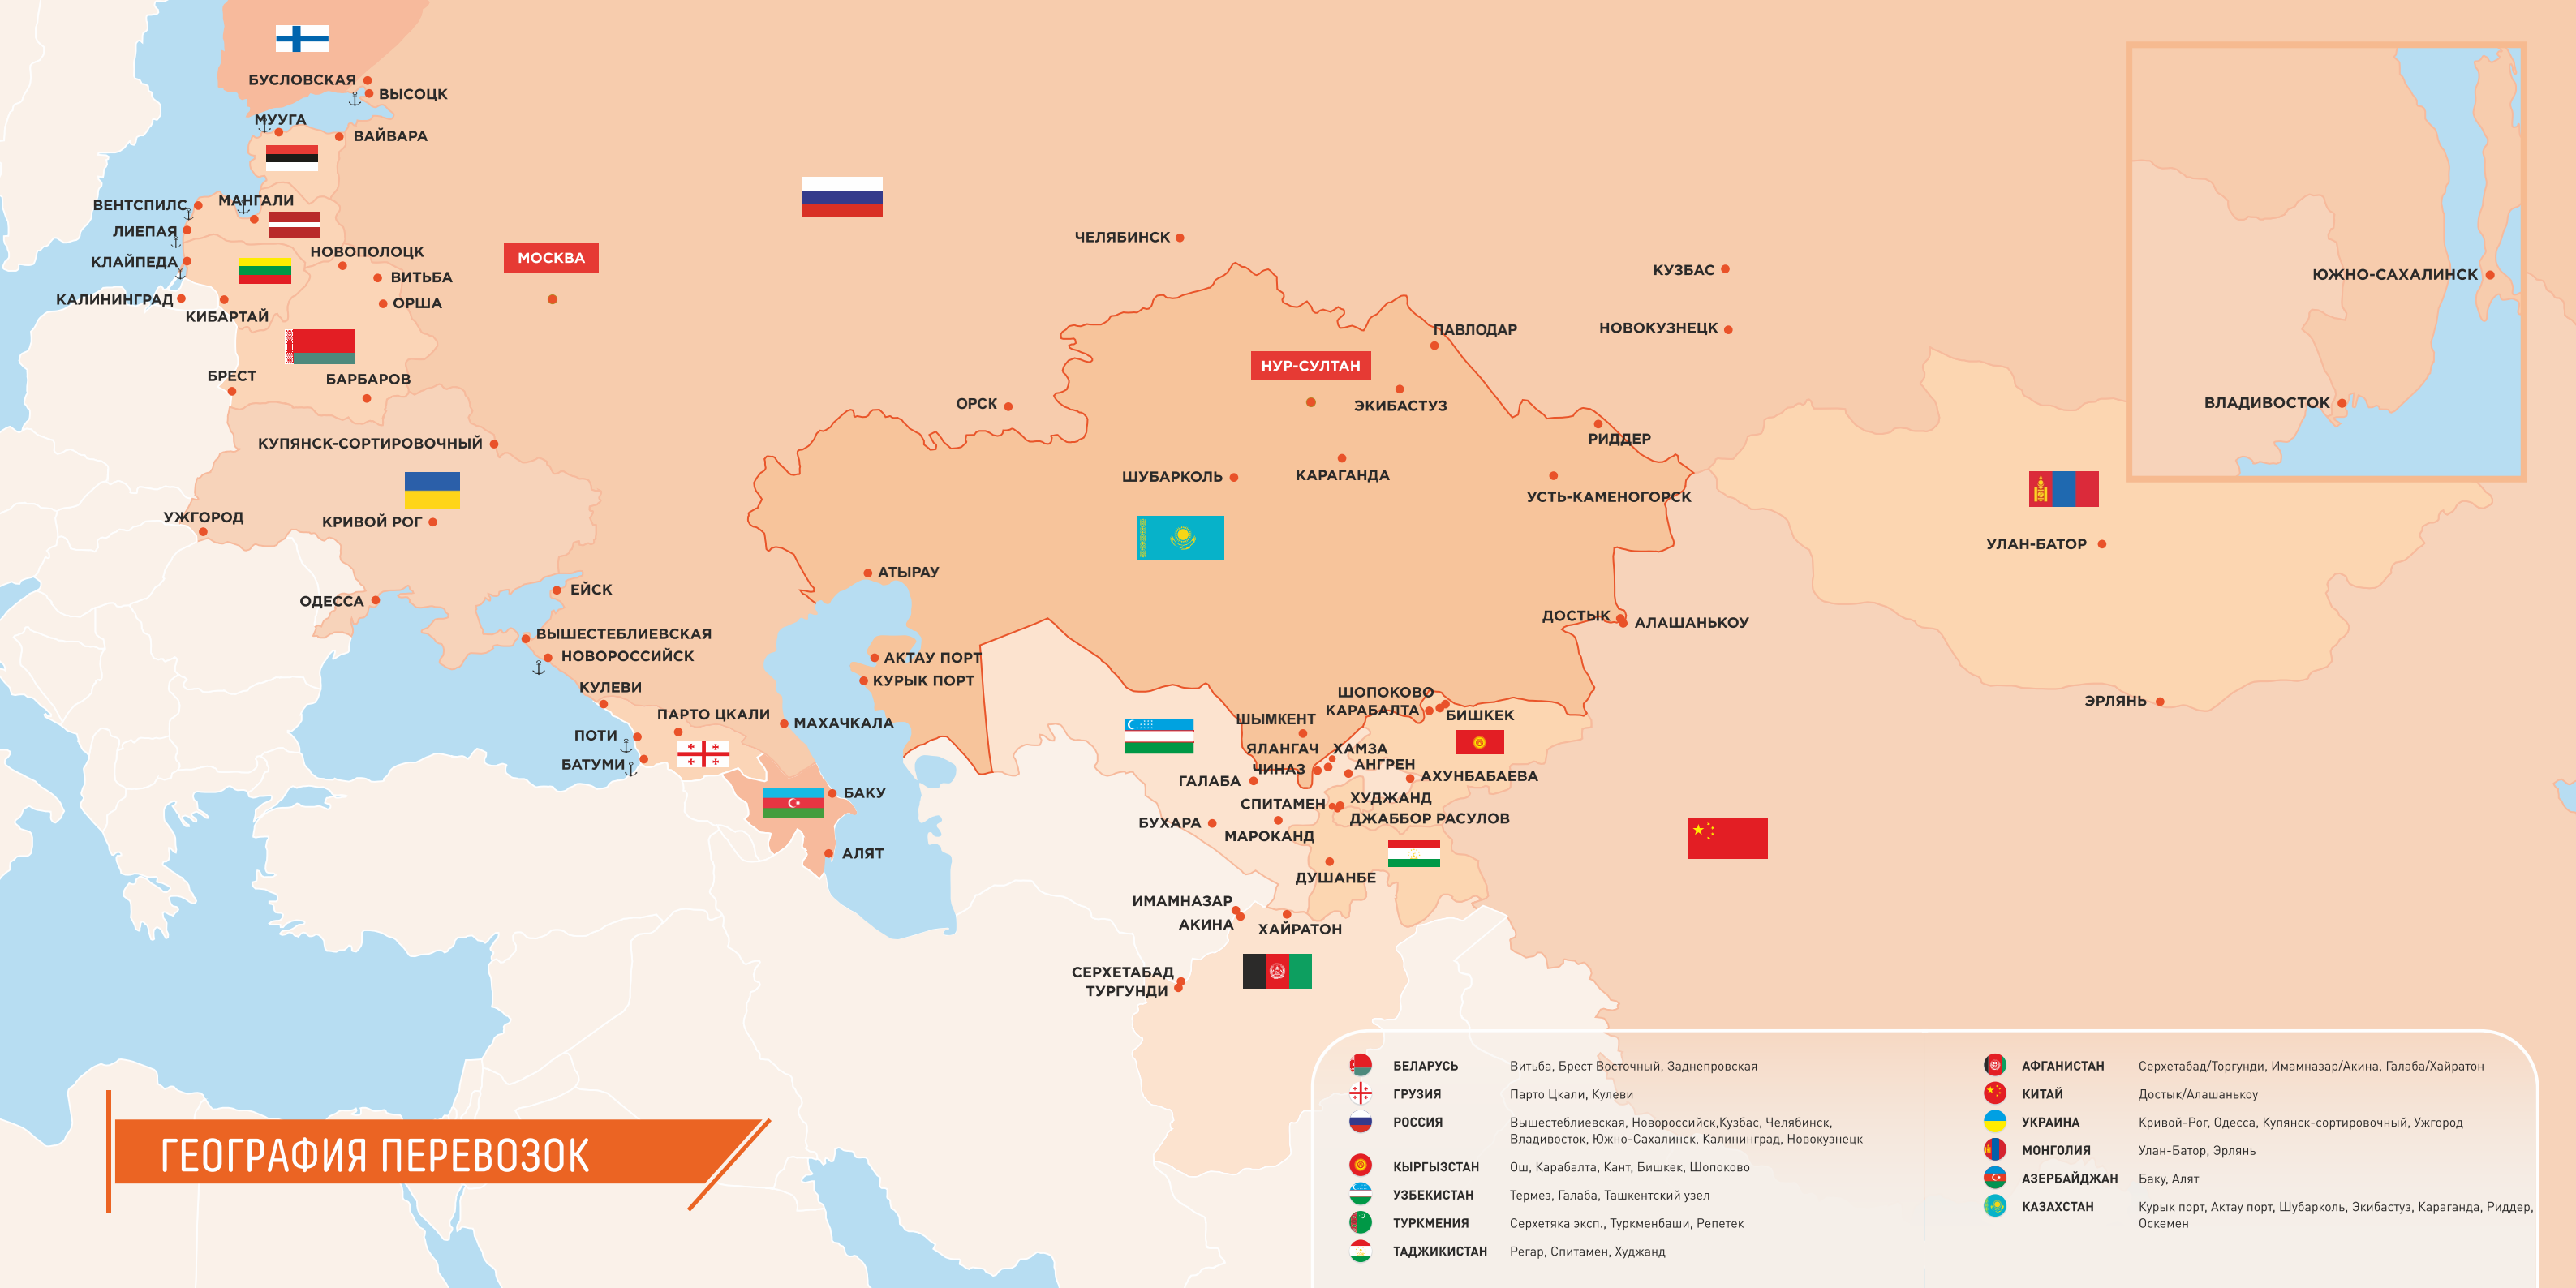 БУСЛОВСКАЯ
ВЫСОЦК
МУУГА
ВАЙВАРА
ВЕНТСПИЛС
МАНГАЛИ
ЛИЕПАЯ
КЛАЙПЕДА
НОВОПОЛОЦК
ВИТЬБА
КАЛИНИНГРАД
ОРША
КИБАРТАЙ
БРЕСТ
БАРБАРОВ
МОСКВА
КУПЯНСК-СОРТИРОВОЧНЫЙ
УЖГОРОД
КРИВОЙ РОГ
ОДЕССА
ЕЙСК
ВЫШЕСТЕБЛИЕВСКАЯ
НОВОРОССИЙСК
КУЛЕВИ
ПАРТО ЦКАЛИ
МАХАЧКАЛА
ПОТИ
БАТУМИ
БАКУ
АЛЯТ
ЧЕЛЯБИНСК
КУЗБАС
НОВОКУЗНЕЦК
ПАВЛОДАР
НУР-СУЛТАН
ОРСК
ЭКИБАСТУЗ
РИДДЕР
ШУБАРКОЛЬ
КАРАГАНДА
УСТЬ-КАМЕНОГОРСК
АТЫРАУ
АКТАУ ПОРТ
КУРЫК ПОРТ
ДОСТЫК
АЛАШАНЬКОУ
ШОПОКОВО
КАРАБАЛТА
БИШКЕК
ШЫМКЕНТ
ЯЛАНГАЧ
ХАМЗА
ЧИНАЗ
АНГРЕН
ГАЛАБА
АХУНБАБАЕВА
СПИТАМЕН
ХУДЖАНД
БУХАРА
ДЖАББОР РАСУЛОВ
МАРОКАНД
ДУШАНБЕ
ИМАМНАЗАР
АКИНА
ХАЙРАТОН
СЕРХЕТАБАД
ТУРГУНДИ
УЛАН-БАТОР
ЭРЛЯНЬ
ЮЖНО-САХАЛИНСК
ВЛАДИВОСТОК
ГЕОГРАФИЯ ПЕРЕВОЗОК
БЕЛАРУСЬ Витьба, Брест Восточный, Заднепровская
ГРУЗИЯ Парто Цкали, Кулеви
РОССИЯ Вышестеблиевская, Новороссийск,Кузбас, Челябинск,
Владивосток, Южно-Сахалинск, Калининград, Новокузнецк
КЫРГЫЗСТАН Ош, Карабалта, Кант, Бишкек, Шопоково
УЗБЕКИСТАН Термез, Галаба, Ташкентский узел
ТУРКМЕНИЯ Серхетяка эксп., Туркменбаши, Репетек
ТАДЖИКИСТАН Регар, Спитамен, Худжанд
АФГАНИСТАН Серхетабад/Торгунди, Имамназар/Акина, Галаба/Хайратон
КИТАЙ Достык/Алашанькоу
УКРАИНА Кривой-Рог, Одесса, Купянск-сортировочный, Ужгород
МОНГОЛИЯ Улан-Батор, Эрлянь
АЗЕРБАЙДЖАН Баку, Алят
КАЗАХСТАН Курык порт, Актау порт, Шубарколь, Экибастуз, Караганда, Риддер,
Оскемен